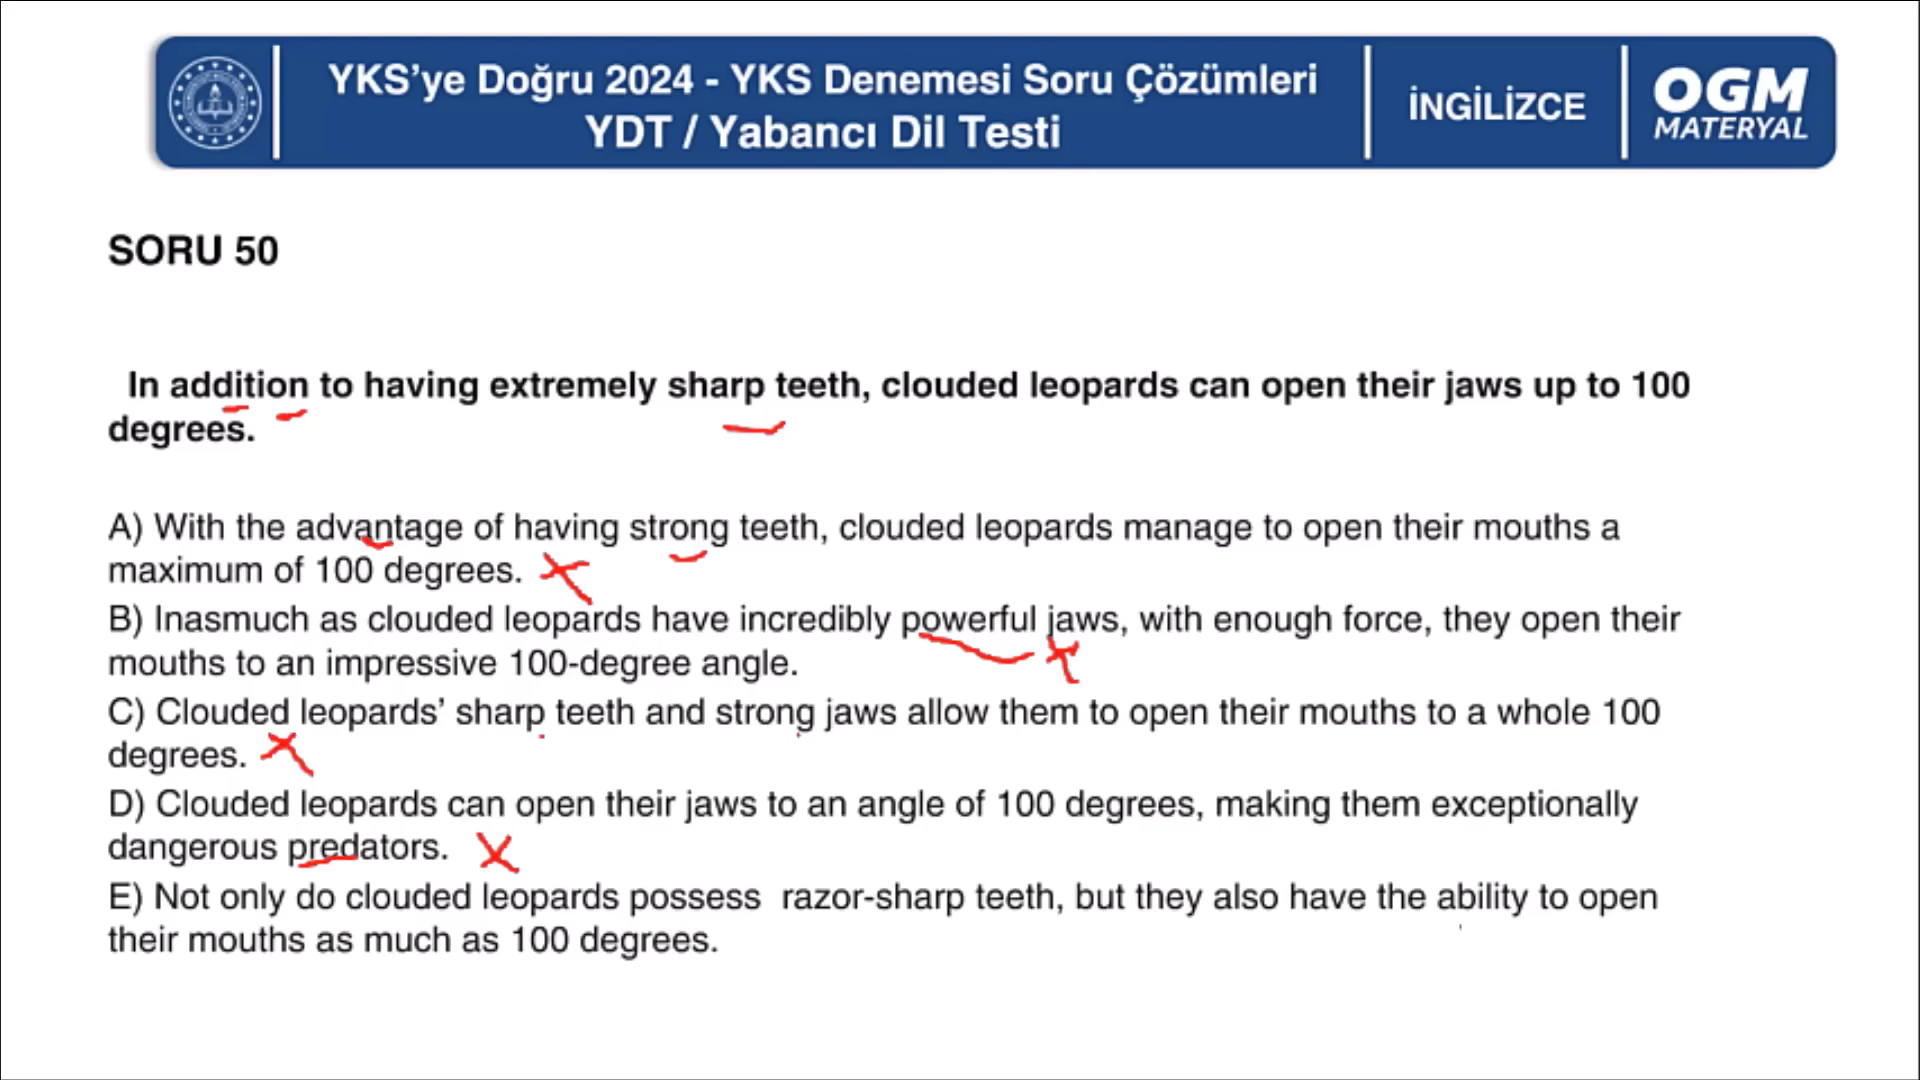 YKS'ye Doğru 2024 - YKS Denemesi Soru Çözümleri
YDT / Yabancı Dil Testi
İNGİLİZCE
OGM
MATERYAL
SORU 50
In addition to having extremely sharp teeth, clouded leopards can open their jaws up to 100
degrees.
A) With the advantage of having strong teeth, clouded leopards manage to open their mouths a
maximum of 100 degrees.
B) Inasmuch as clouded leopards have incredibly powerful jaws, with enough force, they open their
mouths to an impressive 100-degree angle.
C) Clouded leopards’ sharp teeth and strong jaws allow them to open their mouths to a whole 100
degrees.
D) Clouded leopards can open their jaws to an angle of 100 degrees, making them exceptionally
dangerous predators.
E) Not only do clouded leopards possess  razor-sharp teeth, but they also have the ability to open
their mouths as much as 100 degrees.